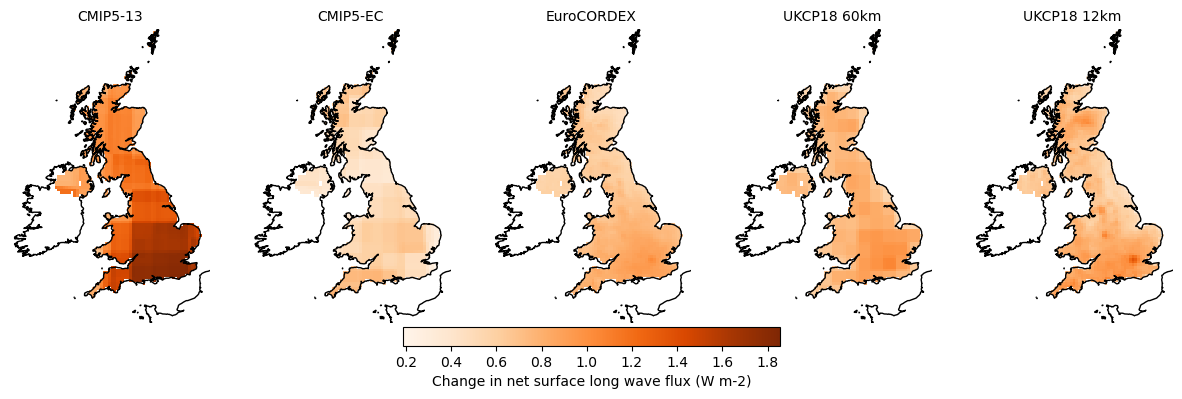 CMIP5-13 CMIP5-EC EuroCORDEX UKCP18 60km UKCP18 12km
0.2 0.4 0.6 0.8 1.0 1.2 1.4 1.6 1.8
Change in net surface long wave flux (W m-2)